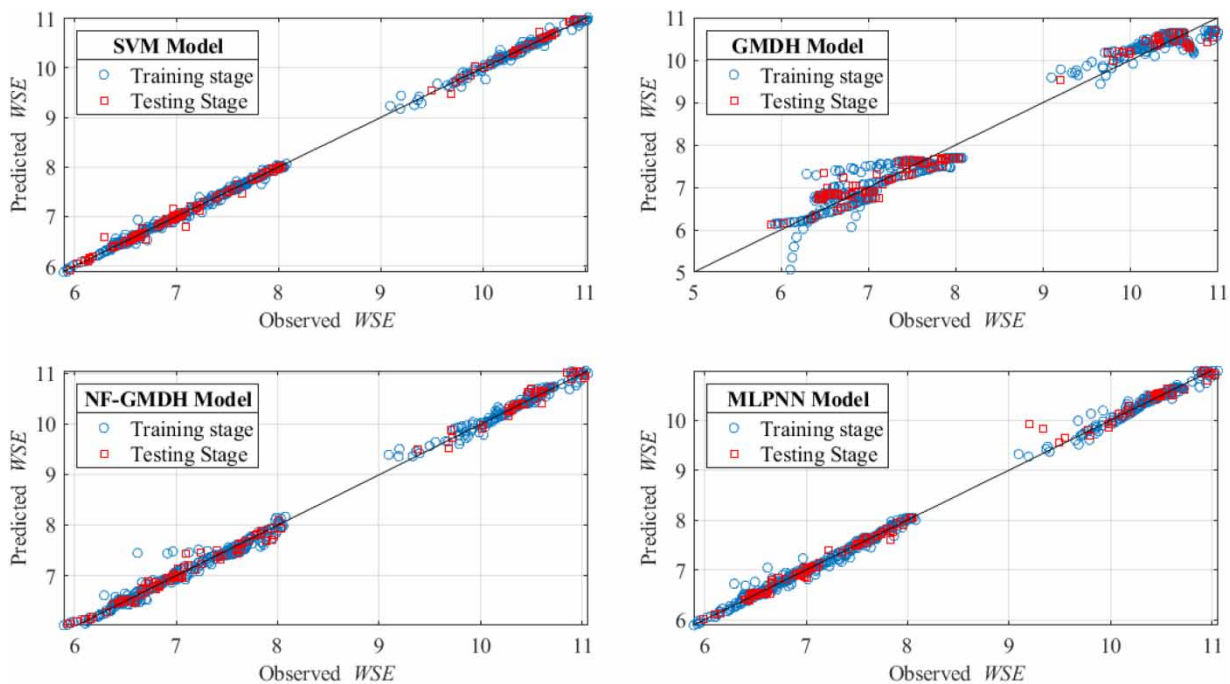 SVM Model
Training stage
Testing Stage
Predicted WSE
11
10
9
8
7
6
6
7
8
9
10
11
Observed WSE
GMDH Model
Training stage
Testing Stage
Predicted WSE
11
10
9
8
7
6
5
5
6
7
8
9
10
11
Observed WSE
NF-GMDH Model
Training stage
Testing Stage
Predicted WSE
11
10
9
8
7
6
7
8
9
10
11
Observed WSE
MLPNN Model
Training stage
Testing Stage
Predicted WSE
11
10
9
8
7
6
6
7
8
9
10
11
Observed WSE